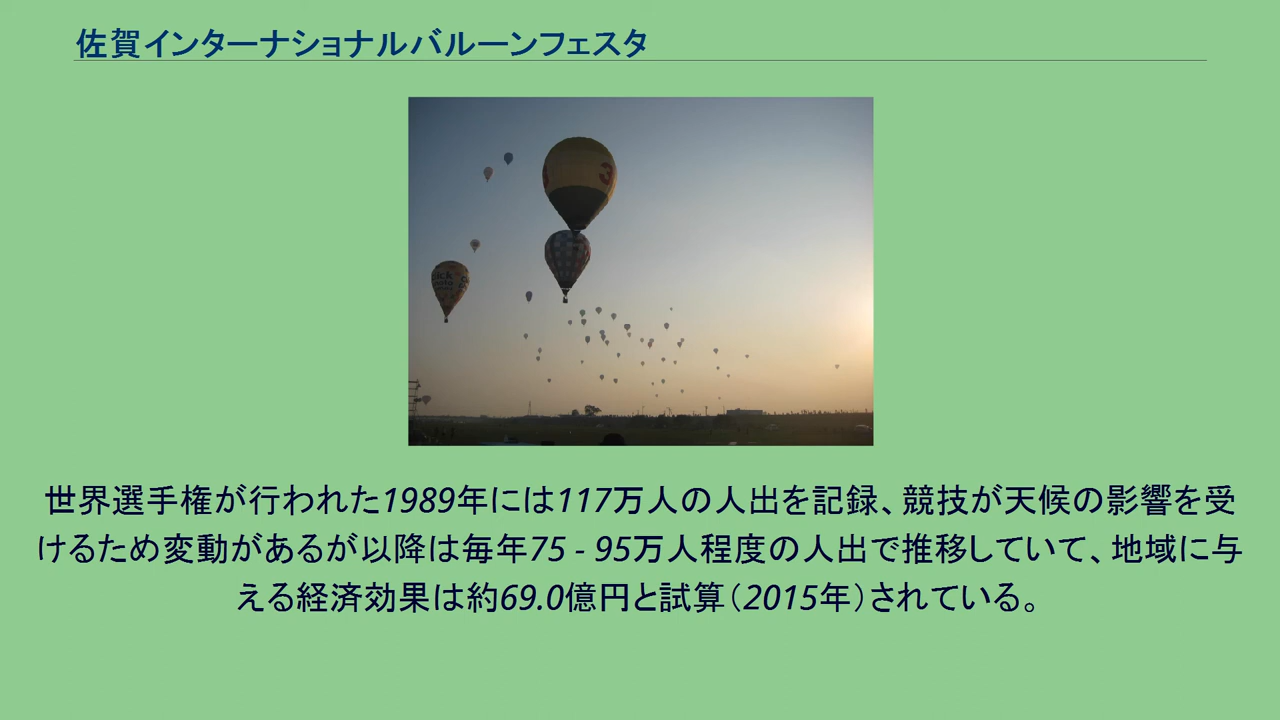 佐賀インターナショナルバルーンフェスタ
3
世界選手権が行われた1989年には117万人の人出を記録、競技が天候の影響を受
けるため変動があるが以降は毎年75 - 95万人程度の人出で推移していて、地域に与
える経済効果は約69.0億円と試算（2015年）されている。